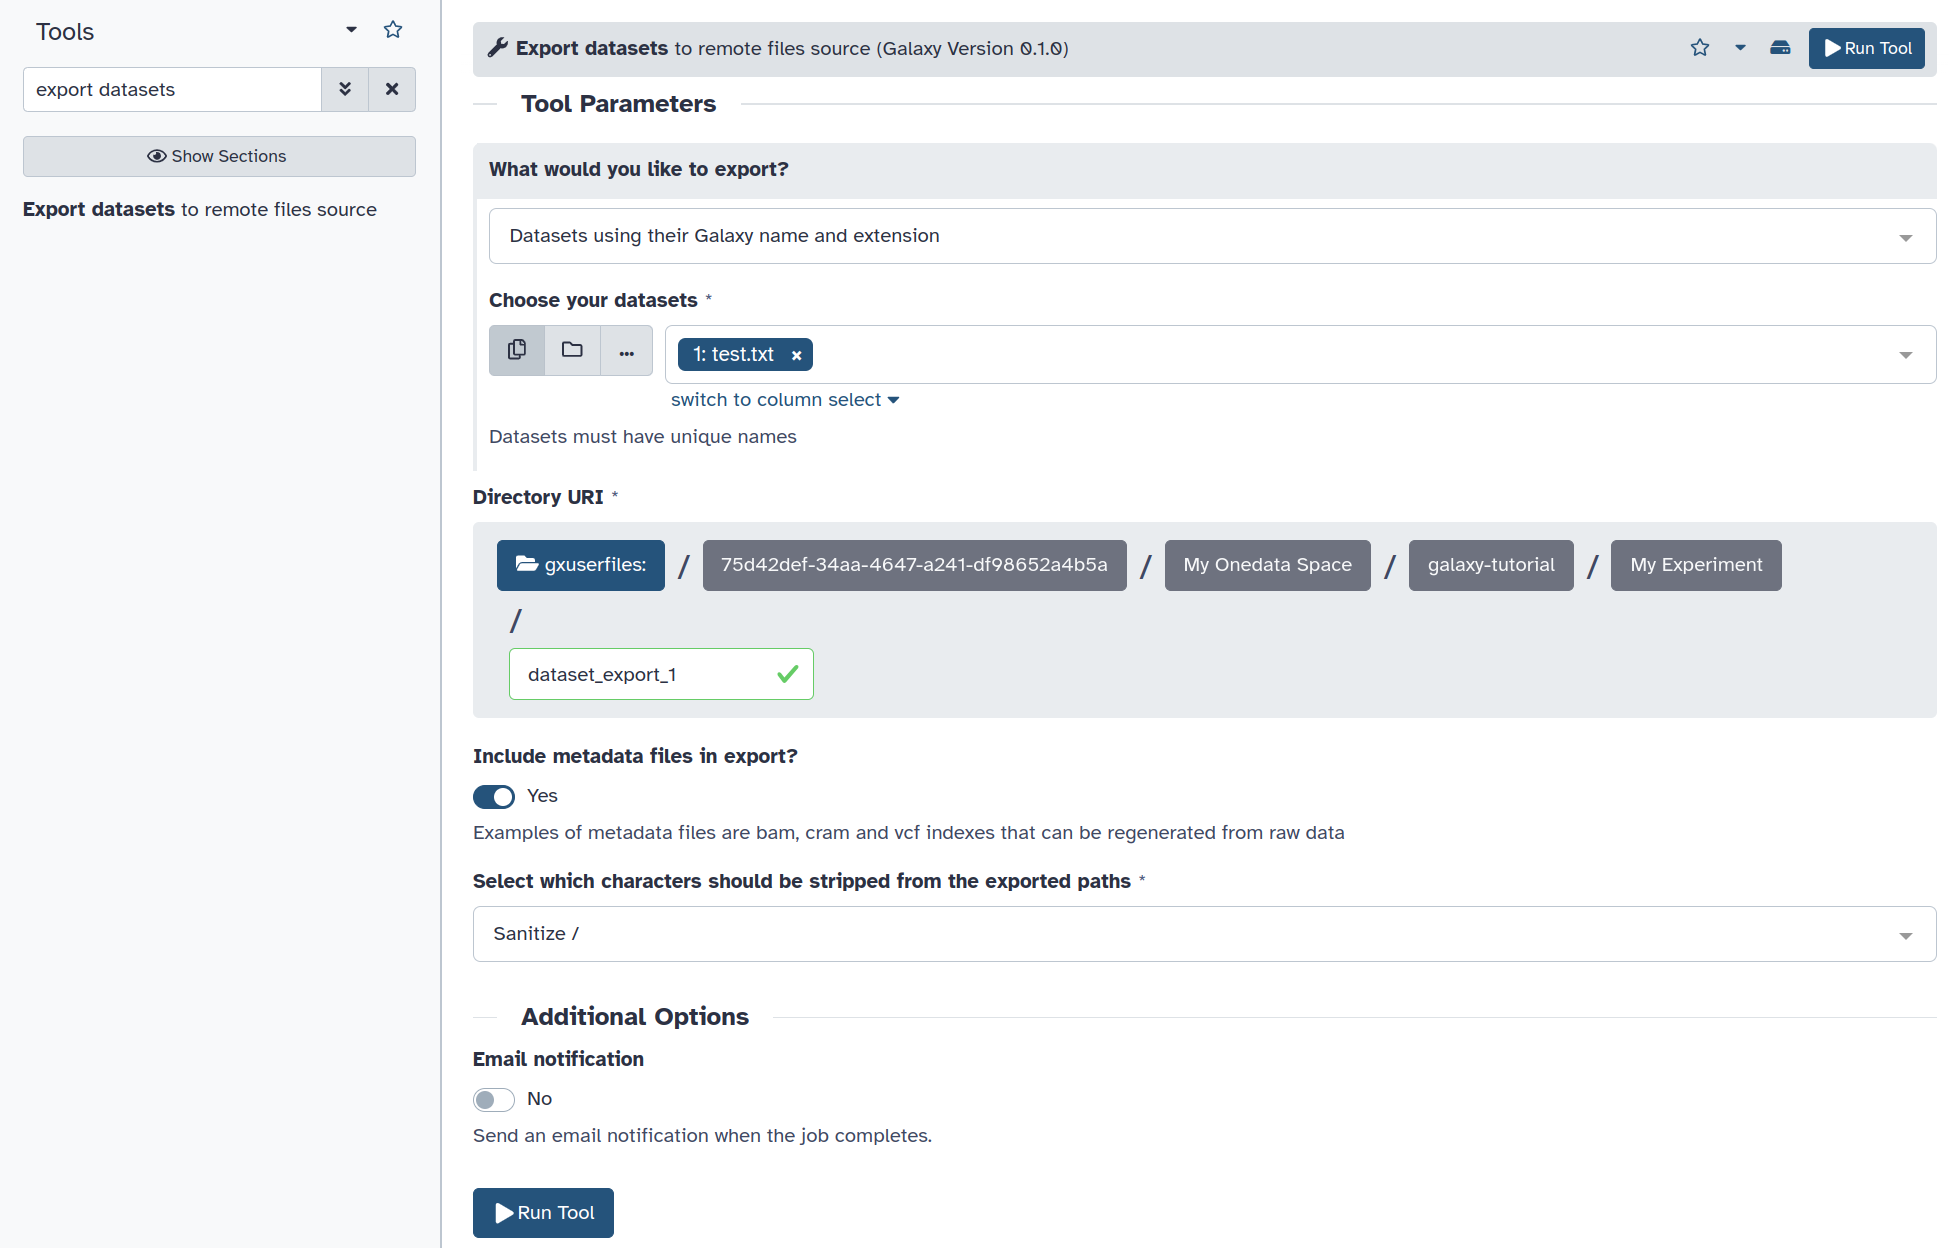 Tools
export datasets
Show Sections
Export datasets to remote files source
Export datasets to remote files source (Galaxy Version 0.1.0)
Run Tool
Tool Parameters
What would you like to export?
Datasets using their Galaxy name and extension
Choose your datasets *
...
1: test.txt ×
switch to column select
Datasets must have unique names
Directory URI *
gxuserfiles: / 75d42def-34aa-4647-a241-df98652a4b5a / My Onedata Space / galaxy-tutorial / My Experiment
/
dataset_export_1
Include metadata files in export?
Yes
Examples of metadata files are bam, cram and vcf indexes that can be regenerated from raw data
Select which characters should be stripped from the exported paths *
Sanitize /
Additional Options
Email notification
No
Send an email notification when the job completes.
Run Tool